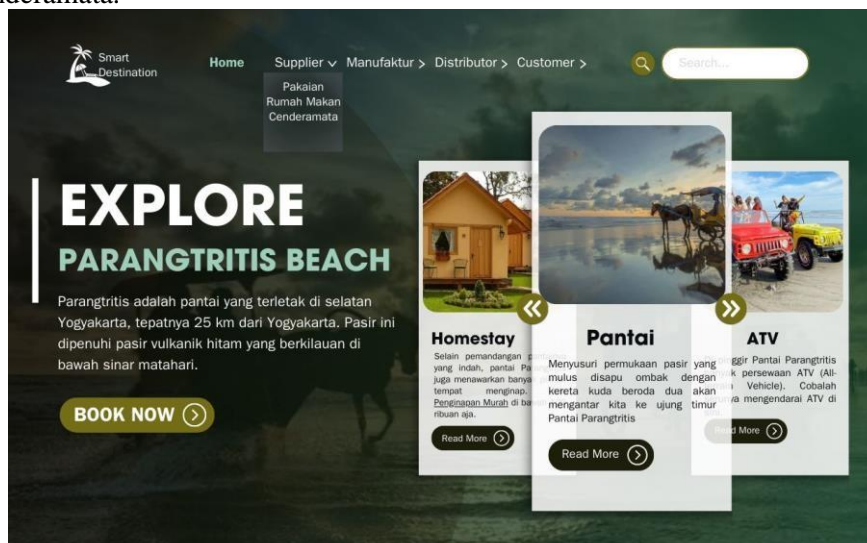 Smart
Destination
Home
Supplier
Manufaktur
Distributor
Customer
Search...
Pakaian
Rumah Makan
Cenderamata
EXPLORE
PARANGTRITIS BEACH
Parangtritis adalah pantai yang terletak di selatan
Yogyakarta, tepatnya 25 km dari Yogyakarta. Pasir ini
dipenuhi pasir vulkanik hitam yang berkilauan di
bawah sinar matahari.
BOOK NOW
Homestay
Selain pemandangan
yang indah, pantai
juga menawarkan banyak
tempat menginap.
Penginapan Murah di
ribuan aja.
Read More
Pantai
Menyusuri permukaan pasir yang
mulus disapu ombak dengan
kereta kuda beroda dua akan
mengantar kita ke ujung timur
Pantai Parangtritis
Read More
ATV
Pantai Parangtritis
persewaan ATV (All-
Vehicle). Cobalah
mengendarai ATV di
Read More